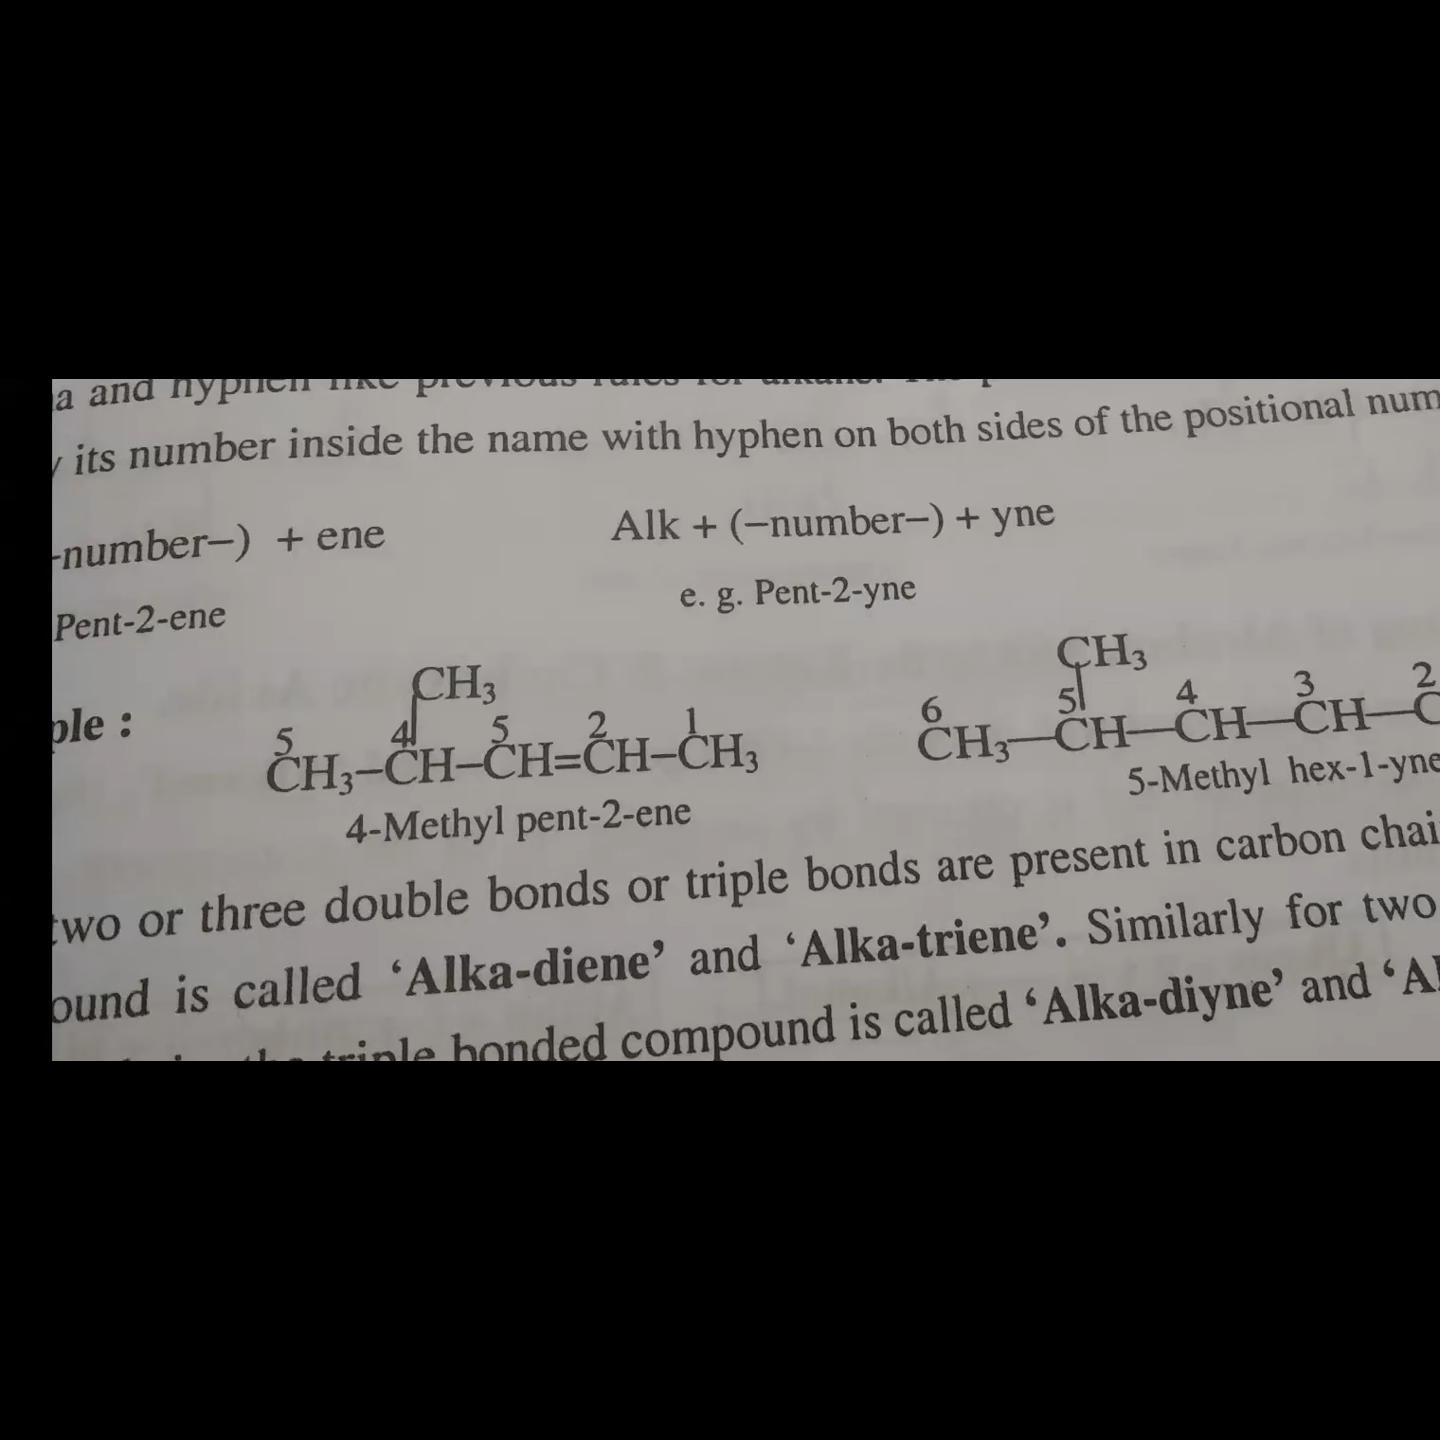 a and hyphen like previous rules for alkane. The
its number inside the name with hyphen on both sides of the positional num
-number–) + ene Alk + (–number–) + yne
Pent-2-ene e. g. Pent-2-yne
CH₃ CH₃
ple :
5 4 5 2 1 6 5 4 3 2
CH₃–CH–CH=CH–CH₃ CH₃—CH—CH—CH—C
4-Methyl pent-2-ene 5-Methyl hex-1-yne
two or three double bonds or triple bonds are present in carbon chai
ound is called ‘Alka-diene’ and ‘Alka-triene’. Similarly for two
the triple bonded compound is called ‘Alka-diyne’ and ‘Al